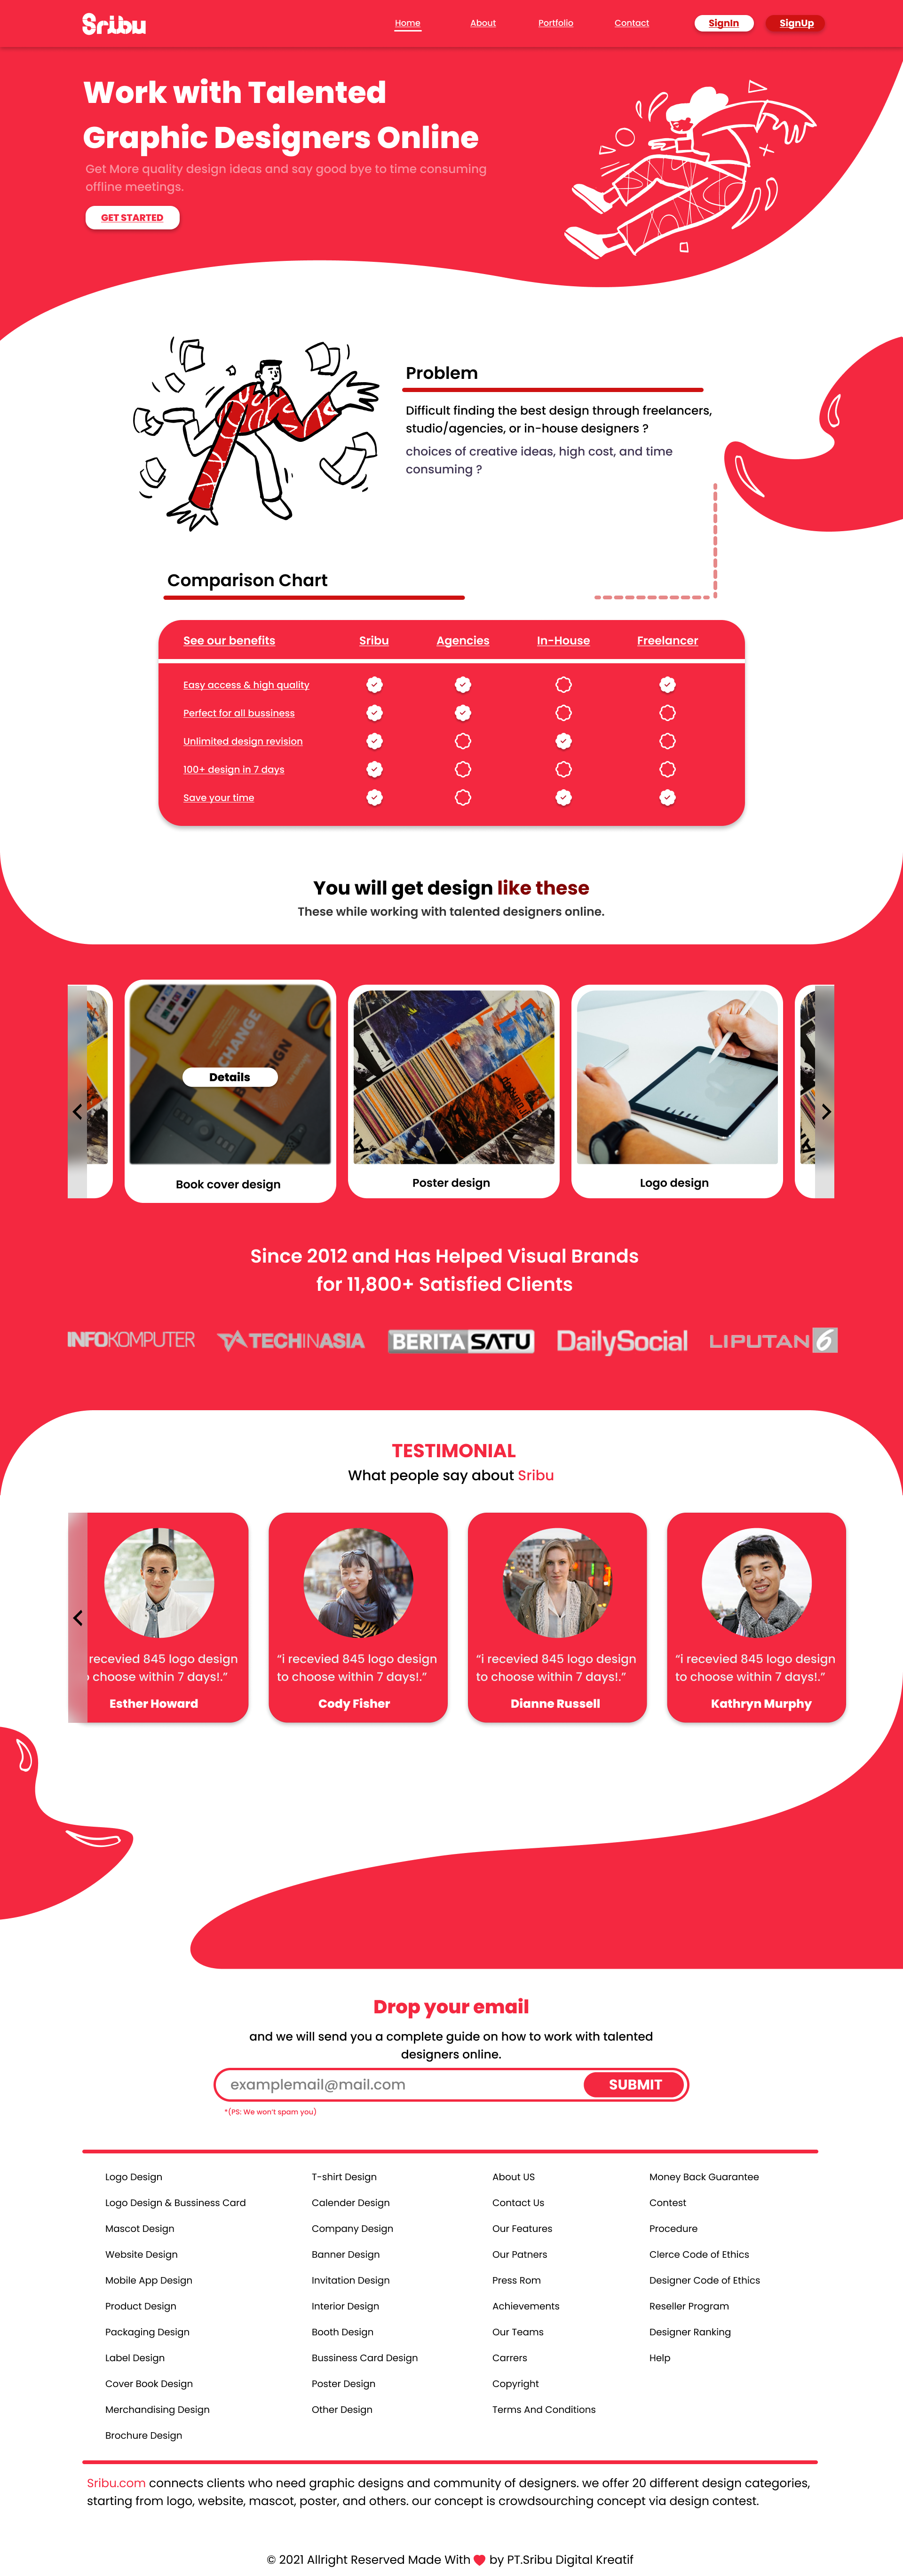 Sribu
Home
About
Portfolio
Contact
SignIn
SignUp
Work with Talented
Graphic Designers Online
Get More quality design ideas and say good bye to time consuming
offline meetings.
GET STARTED
Problem
Difficult finding the best design through freelancers,
studio/agencies, or in-house designers ?
choices of creative ideas, high cost, and time
consuming ?
Comparison Chart
See our benefits
Sribu
Agencies
In-House
Freelancer
Easy access & high quality
Perfect for all bussiness
Unlimited design revision
100+ design in 7 days
Save your time
You will get design like these
These while working with talented designers online.
CHANGE
Details
Book cover design
Poster design
Logo design
Since 2012 and Has Helped Visual Brands
for 11,800+ Satisfied Clients
INFOKOMPUTER
TECHINASIA
BERITASATU
DailySocial
LIPUTAN 6
TESTIMONIAL
What people say about Sribu
recevied 845 logo design
choose within 7 days!.”
Esther Howard
“i recevied 845 logo design
to choose within 7 days!.”
Cody Fisher
“i recevied 845 logo design
to choose within 7 days!.”
Dianne Russell
“i recevied 845 logo design
to choose within 7 days!.”
Kathryn Murphy
Drop your email
and we will send you a complete guide on how to work with talented
designers online.
examplemail@mail.com
SUBMIT
*(PS: We won't spam you)
Logo Design
Logo Design & Bussiness Card
Mascot Design
Website Design
Mobile App Design
Product Design
Packaging Design
Label Design
Cover Book Design
Merchandising Design
Brochure Design
T-shirt Design
Calender Design
Company Design
Banner Design
Invitation Design
Interior Design
Booth Design
Bussiness Card Design
Poster Design
Other Design
About US
Contact Us
Our Features
Our Patners
Press Rom
Achievements
Our Teams
Carrers
Copyright
Terms And Conditions
Money Back Guarantee
Contest
Procedure
Clerce Code of Ethics
Designer Code of Ethics
Reseller Program
Designer Ranking
Help
Sribu.com connects clients who need graphic designs and community of designers. we offer 20 different design categories,
starting from logo, website, mascot, poster, and others. our concept is crowdsourcing concept via design contest.
© 2021 Allright Reserved Made With ❤ by PT.Sribu Digital Kreatif